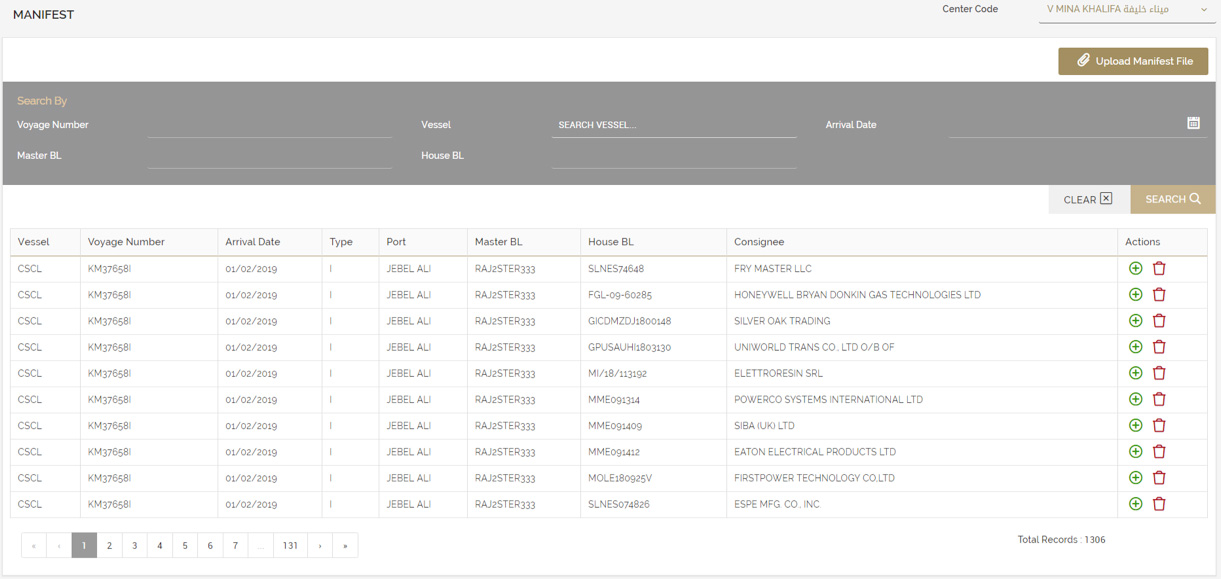 MANIFEST
Center Code
V MINA KHALIFA ميناء خليفة
Upload Manifest File
Search By
Voyage Number
Vessel SEARCH VESSEL...
Arrival Date
Master BL
House BL
CLEAR
SEARCH
Vessel Voyage Number Arrival Date Type Port Master BL House BL Consignee Actions
CSCL KM37658I 01/02/2019 I JEBEL ALI RAJ2STER333 SLNES74648 FRY MASTER LLC
CSCL KM37658I 01/02/2019 I JEBEL ALI RAJ2STER333 FGL-09-60285 HONEYWELL BRYAN DONKIN GAS TECHNOLOGIES LTD
CSCL KM37658I 01/02/2019 I JEBEL ALI RAJ2STER333 GICDMZDJ1800148 SILVER OAK TRADING
CSCL KM37658I 01/02/2019 I JEBEL ALI RAJ2STER333 GPUSAUHI1803130 UNIWORLD TRANS CO., LTD O/B OF
CSCL KM37658I 01/02/2019 I JEBEL ALI RAJ2STER333 MI/18/113192 ELETTRORESIN SRL
CSCL KM37658I 01/02/2019 I JEBEL ALI RAJ2STER333 MME091314 POWERCO SYSTEMS INTERNATIONAL LTD
CSCL KM37658I 01/02/2019 I JEBEL ALI RAJ2STER333 MME091409 SIBA (UK) LTD
CSCL KM37658I 01/02/2019 I JEBEL ALI RAJ2STER333 MME091412 EATON ELECTRICAL PRODUCTS LTD
CSCL KM37658I 01/02/2019 I JEBEL ALI RAJ2STER333 MOLE180925V FIRSTPOWER TECHNOLOGY CO,LTD
CSCL KM37658I 01/02/2019 I JEBEL ALI RAJ2STER333 SLNES074826 ESPE MFG. CO., INC
« ‹ 1 2 3 4 5 6 7 ... 131 › »
Total Records : 1306